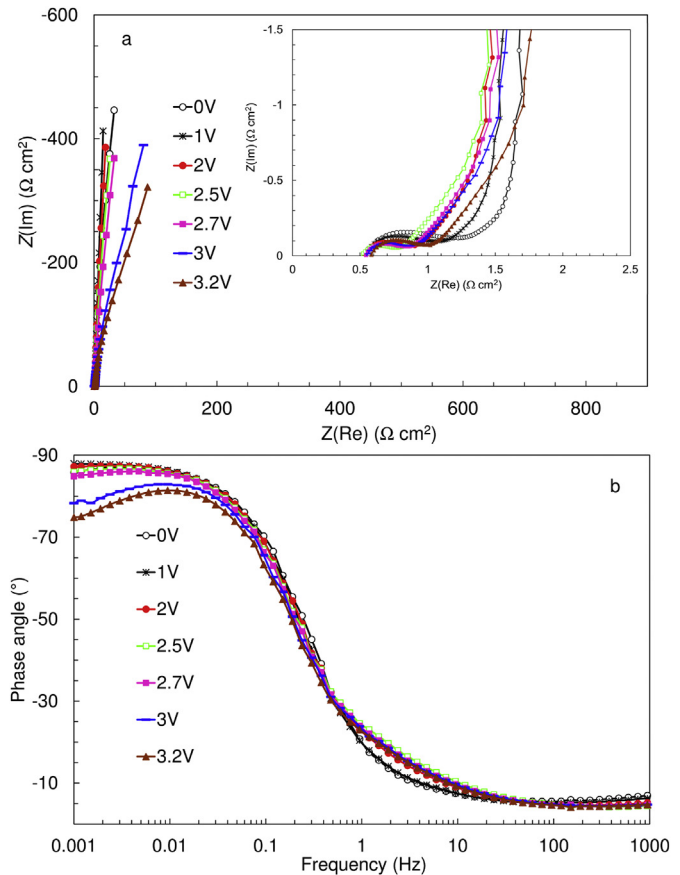 -600
-400
-200
0
Z(Im) (Ω cm²)
a
0V
1V
2V
2.5V
2.7V
3V
3.2V
-1.5
-1
-0.5
0
Z(Im) (Ω cm²)
0 0.5 1 1.5 2 2.5
Z(Re) (Ω cm²)
0 200 400 600 800
Z(Re) (Ω cm²)
-90
-70
-50
-30
-10
Phase angle (°)
b
0V
1V
2V
2.5V
2.7V
3V
3.2V
0.001 0.01 0.1 1 10 100 1000
Frequency (Hz)